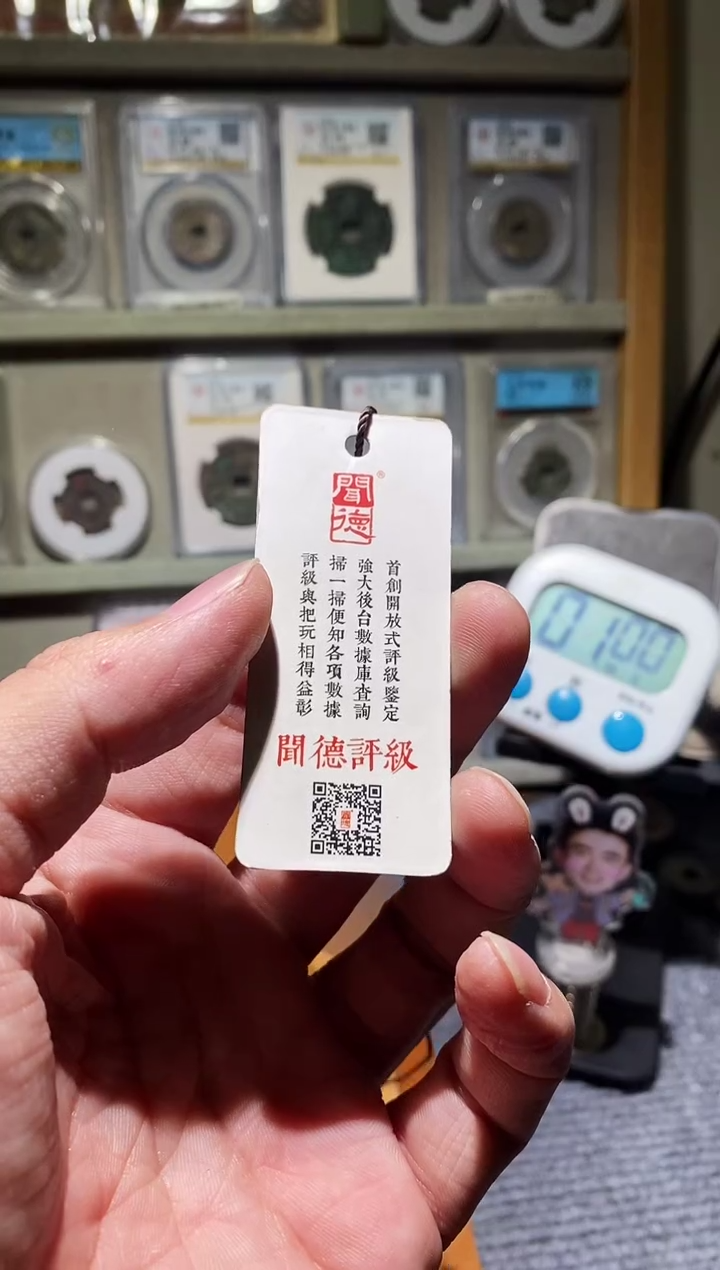 聞德
®
首創開放式評級鑒定
強大後台數據庫查詢
掃一掃便知各項數據
評級與把玩相得益彰
聞德評級
0100